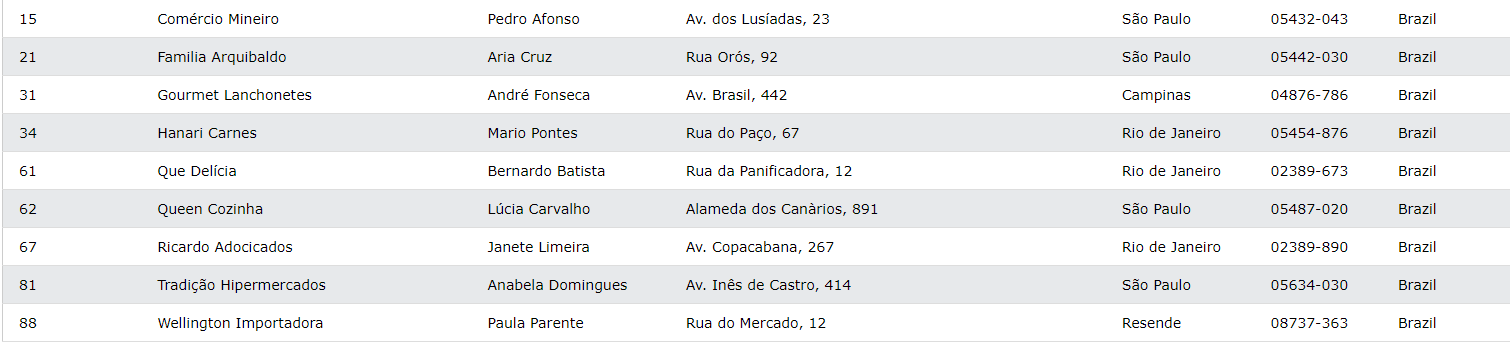 15 Comércio Mineiro Pedro Afonso Av. dos Lusíadas, 23 São Paulo 05432-043 Brazil
21 Familia Arquibaldo Aria Cruz Rua Orós, 92 São Paulo 05442-030 Brazil
31 Gourmet Lanchonetes André Fonseca Av. Brasil, 442 Campinas 04876-786 Brazil
34 Hanari Carnes Mario Pontes Rua do Paço, 67 Rio de Janeiro 05454-876 Brazil
61 Que Delícia Bernardo Batista Rua da Panificadora, 12 Rio de Janeiro 02389-673 Brazil
62 Queen Cozinha Lúcia Carvalho Alameda dos Canàrios, 891 São Paulo 05487-020 Brazil
67 Ricardo Adocicados Janete Limeira Av. Copacabana, 267 Rio de Janeiro 02389-890 Brazil
81 Tradição Hipermercados Anabela Domingues Av. Inês de Castro, 414 São Paulo 05634-030 Brazil
88 Wellington Importadora Paula Parente Rua do Mercado, 12 Resende 08737-363 Brazil